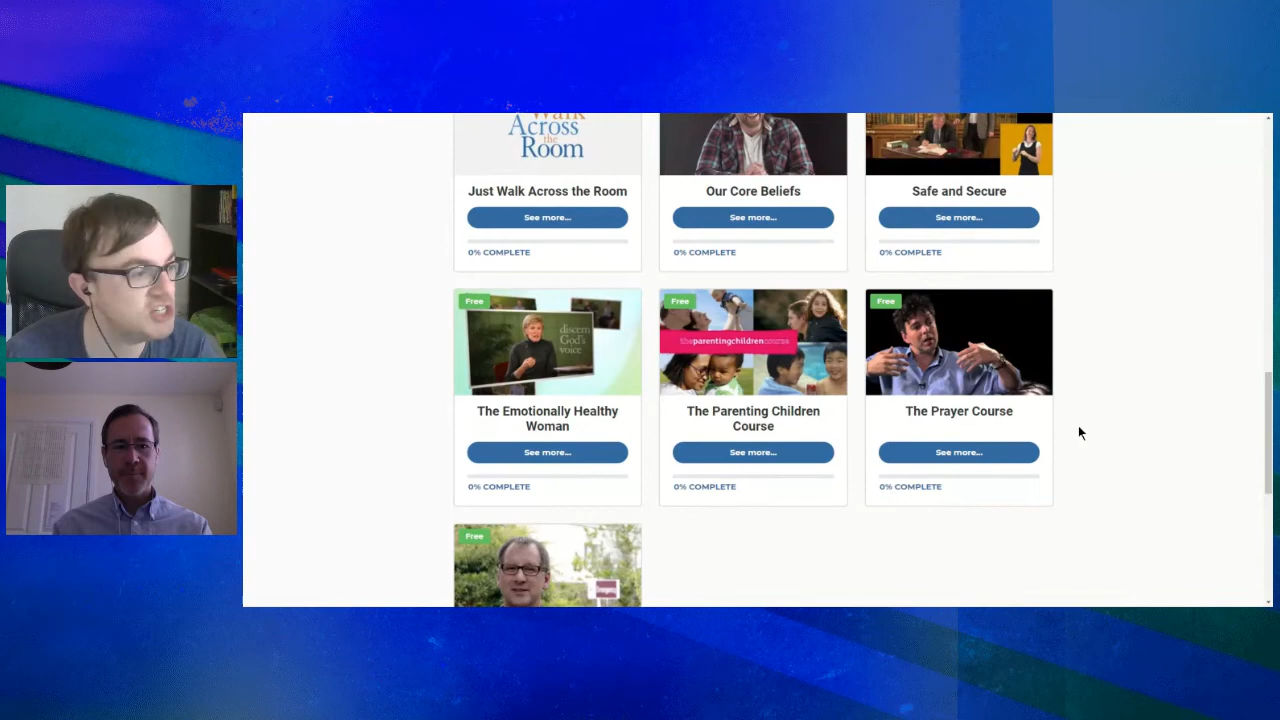 Walk
Across
the
Room
Just Walk Across the Room
Our Core Beliefs
Safe and Secure
See more...
See more...
See more...
0% COMPLETE
0% COMPLETE
0% COMPLETE
Free
Free
Free
discern
God's
voice
theparentingchildrencourse
The Emotionally Healthy
Woman
The Parenting Children
Course
The Prayer Course
See more...
See more...
See more...
0% COMPLETE
0% COMPLETE
0% COMPLETE
Free